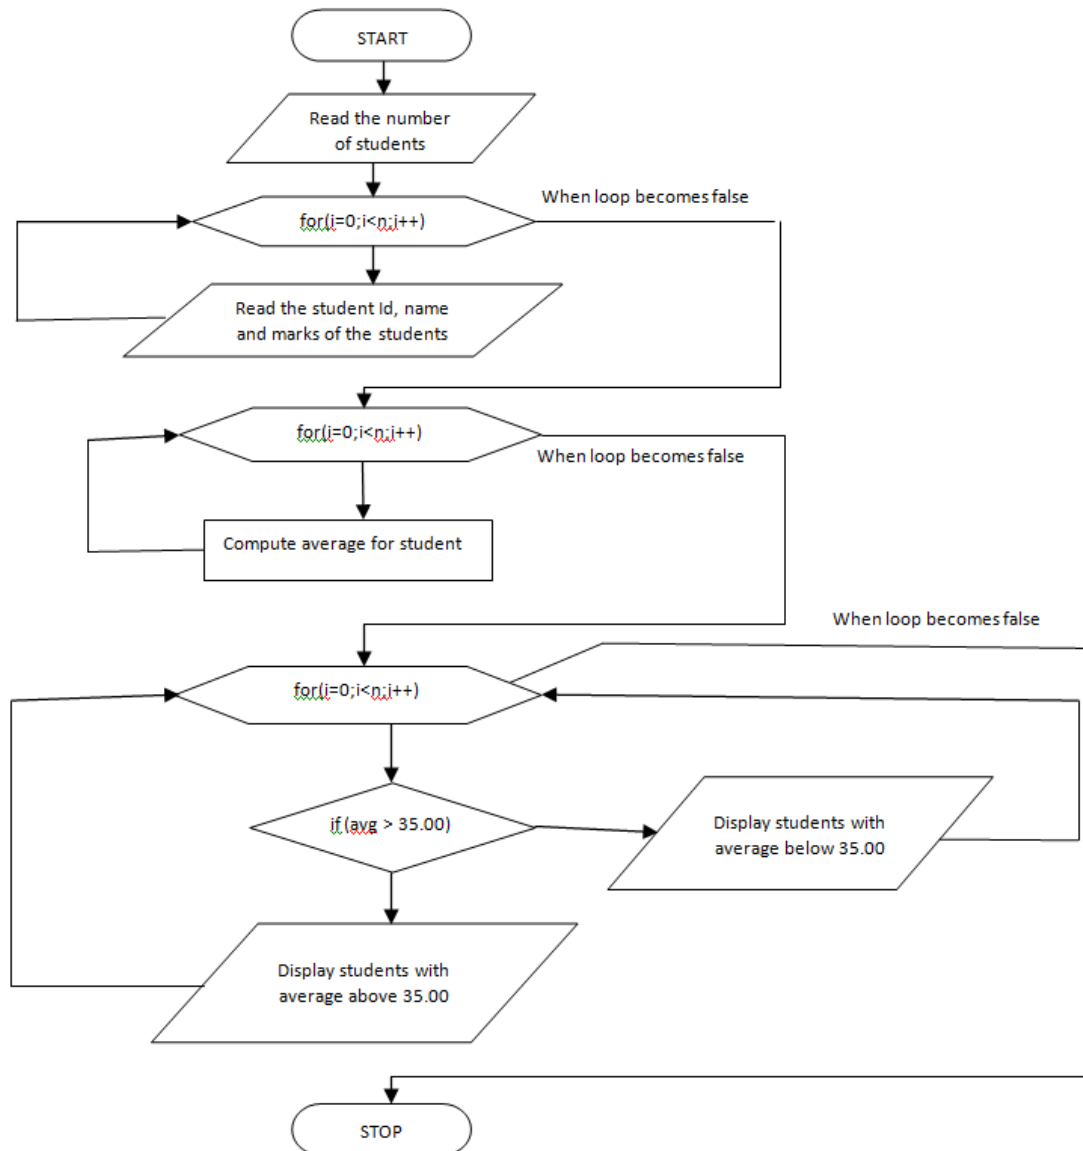 START
Read the number
of students
When loop becomes false
for(i=0;i<n;i++)
Read the student Id, name
and marks of the students
for(i=0;i<n;i++)
When loop becomes false
Compute average for student
When loop becomes false
for(i=0;i<n;i++)
if (avg > 35.00)
Display students with
average below 35.00
Display students with
average above 35.00
STOP